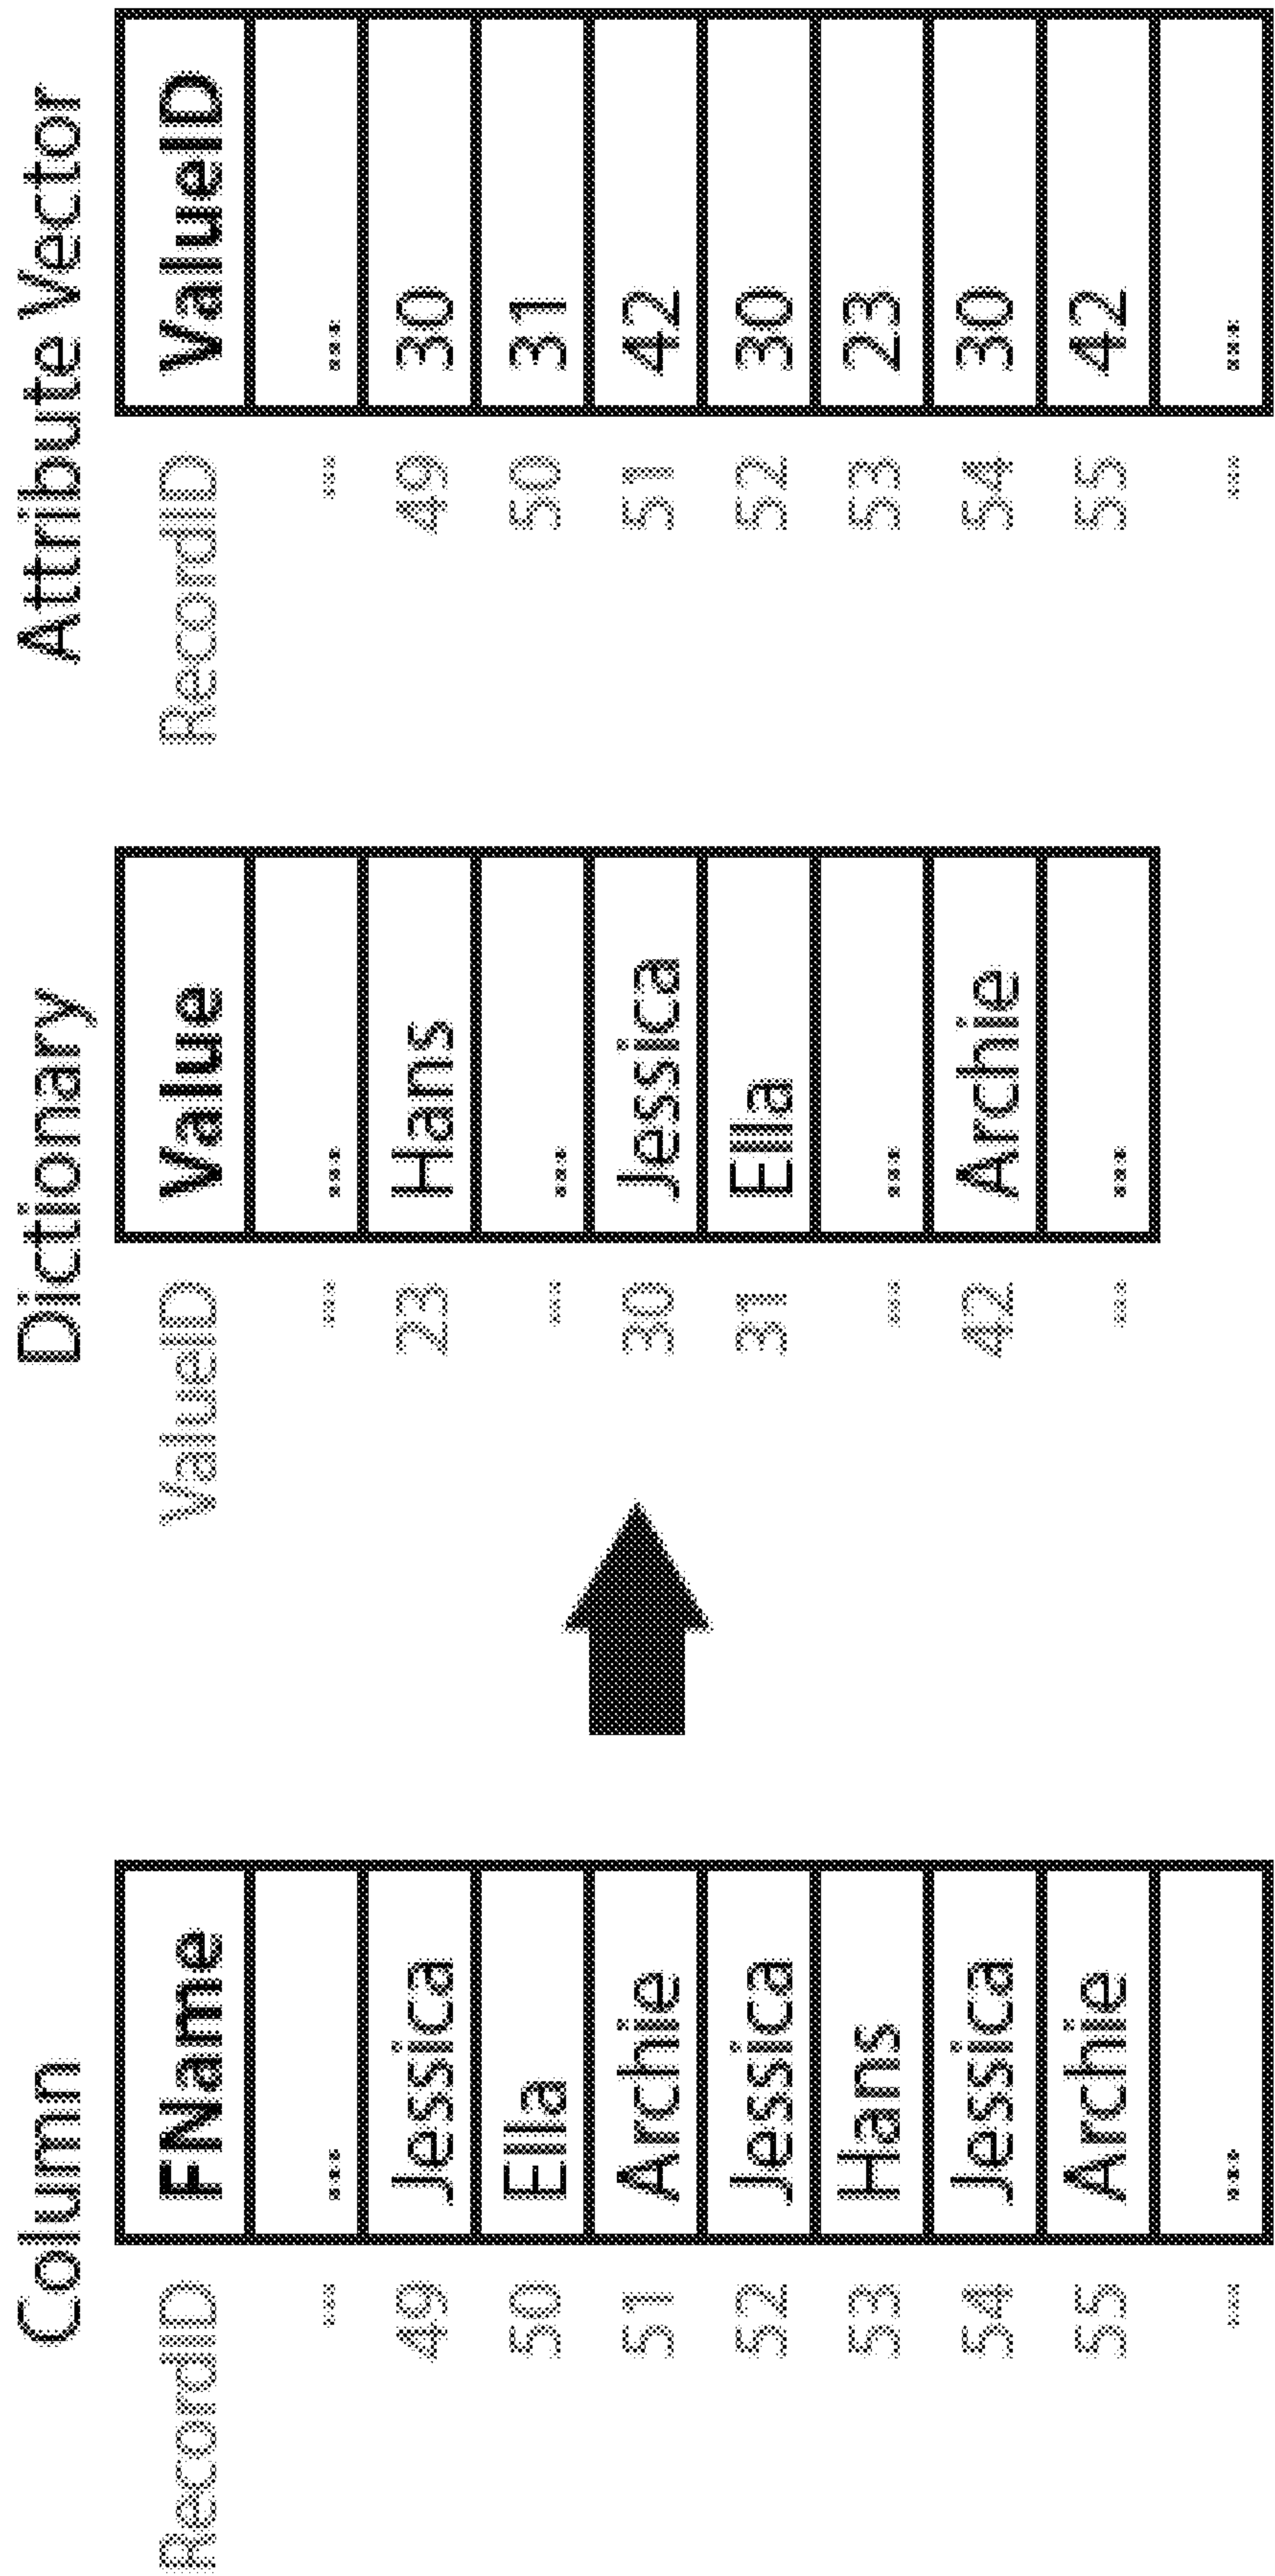 Column
RecordID FName
... ...
49 Jessica
50 Ella
51 Archie
52 Jessica
53 Hans
54 Jessica
55 Archie
... ...
Dictionary
ValueID Value
... ...
23 Hans
... ...
30 Jessica
31 Ella
... ...
42 Archie
... ...
Attribute Vector
RecordID ValueID
... ...
49 30
50 31
51 42
52 30
53 23
54 30
55 42
... ...